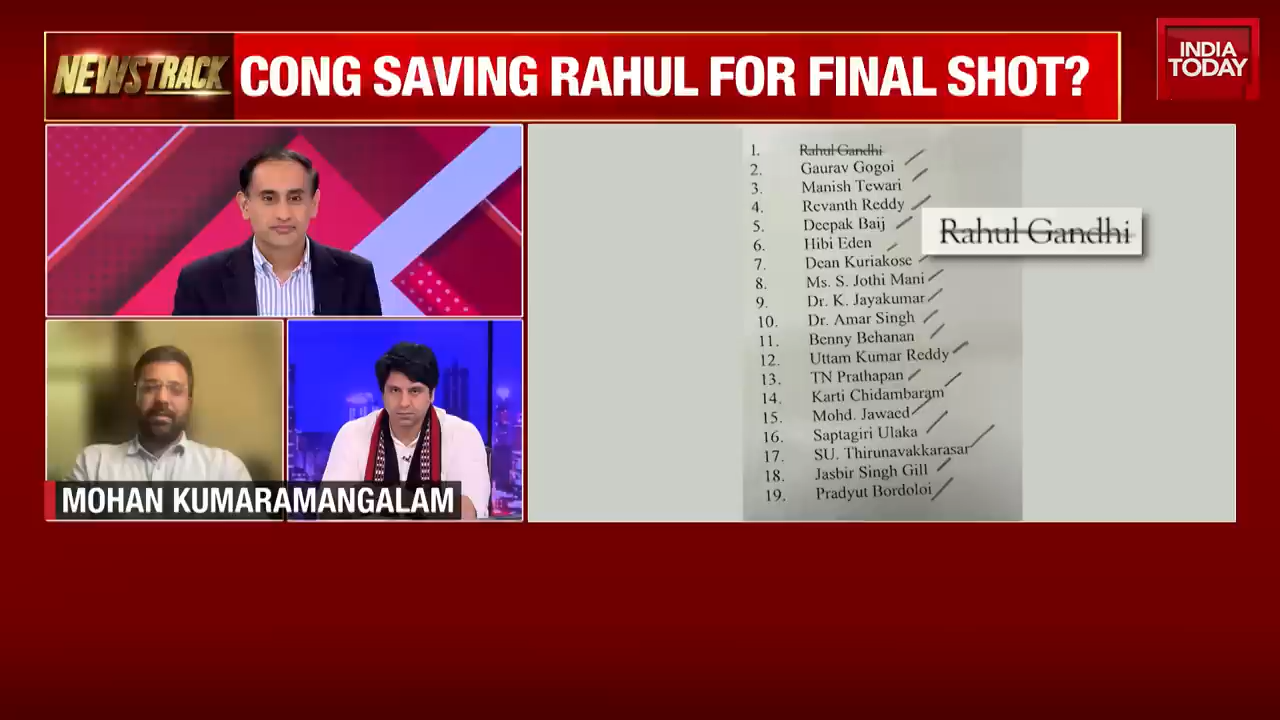 NEWSTRACK
CONG SAVING RAHUL FOR FINAL SHOT?
INDIA
TODAY
MOHAN KUMARAMANGALAM
1. Rahul Gandhi
2. Gaurav Gogoi
3. Manish Tewari
4. Revanth Reddy
5. Deepak Baij
6. Hibi Eden
7. Dean Kuriakose
8. Ms. S. Jothi Mani
9. Dr. K. Jayakumar
10. Dr. Amar Singh
11. Benny Behanan
12. Uttam Kumar Reddy
13. TN Prathapan
14. Karti Chidambaram
15. Mohd. Jawaed
16. Saptagiri Ulaka
17. SU. Thirunavakkarasar
18. Jasbir Singh Gill
19. Pradyut Bordoloi
Rahul Gandhi